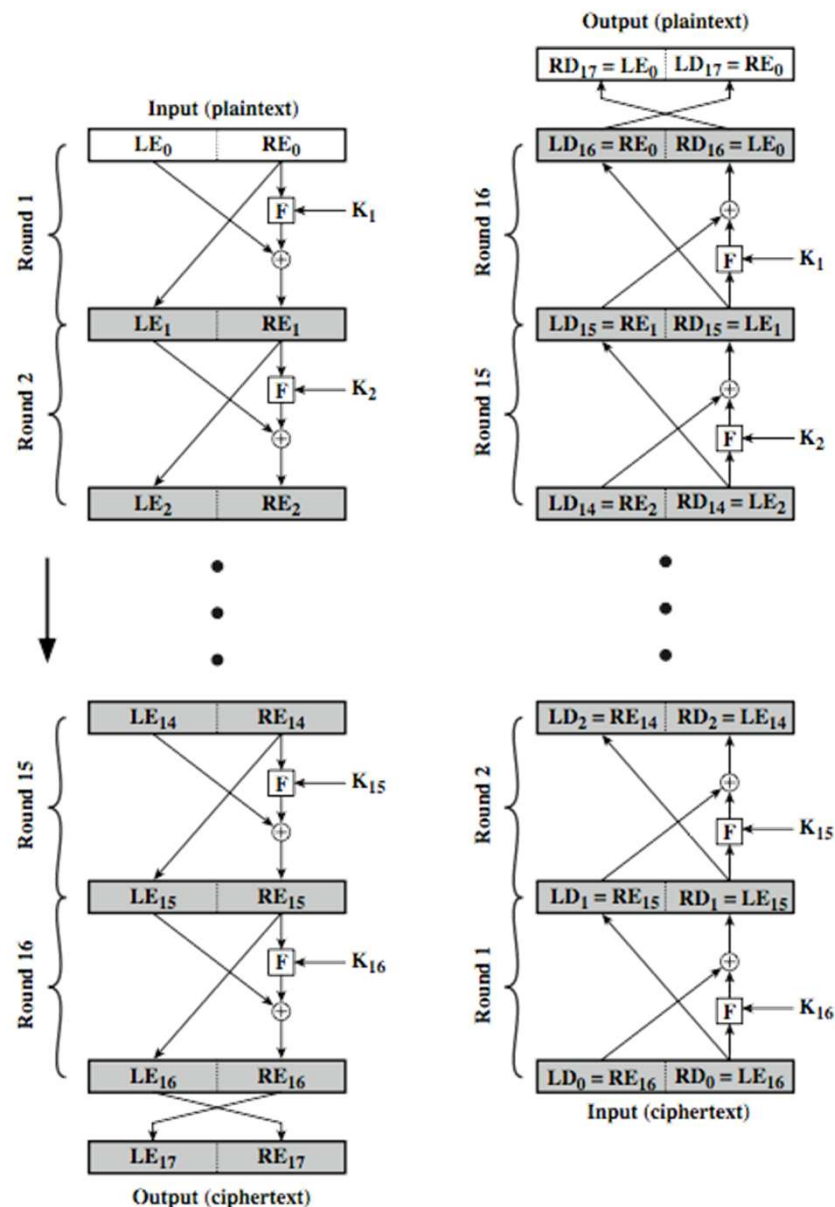 Input (plaintext)
LE0 RE0
Round 1
F
K1
+
LE1 RE1
Round 2
F
K2
+
LE2 RE2
LE14 RE14
Round 15
F
K15
+
LE15 RE15
Round 16
F
K16
+
LE16 RE16
LE17 RE17
Output (ciphertext)
Output (plaintext)
RD17 = LE0 LD17 = RE0
LD16 = RE0 RD16 = LE0
Round 16
+
F
K1
LD15 = RE1 RD15 = LE1
Round 15
+
F
K2
LD14 = RE2 RD14 = LE2
LD2 = RE14 RD2 = LE14
Round 2
+
F
K15
LD1 = RE15 RD1 = LE15
Round 1
+
F
K16
LD0 = RE16 RD0 = LE16
Input (ciphertext)